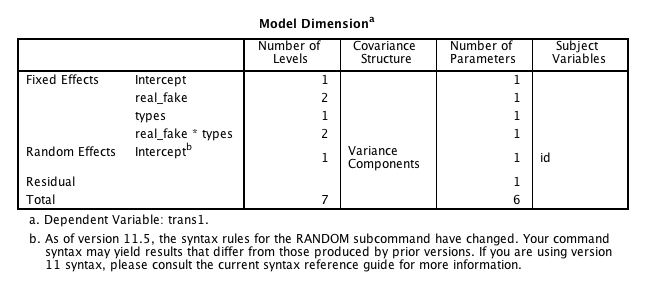 Model Dimensionᵃ
Number of Levels Covariance Structure Number of Parameters Subject Variables
Fixed Effects Intercept 1 1
real_fake 2 1
types 1 1
real_fake * types 2 1
Random Effects Interceptᵇ 1 Variance Components 1 id
Residual 1
Total 7 6
a. Dependent Variable: trans1.
b. As of version 11.5, the syntax rules for the RANDOM subcommand have changed. Your command
syntax may yield results that differ from those produced by prior versions. If you are using version
11 syntax, please consult the current syntax reference guide for more information.